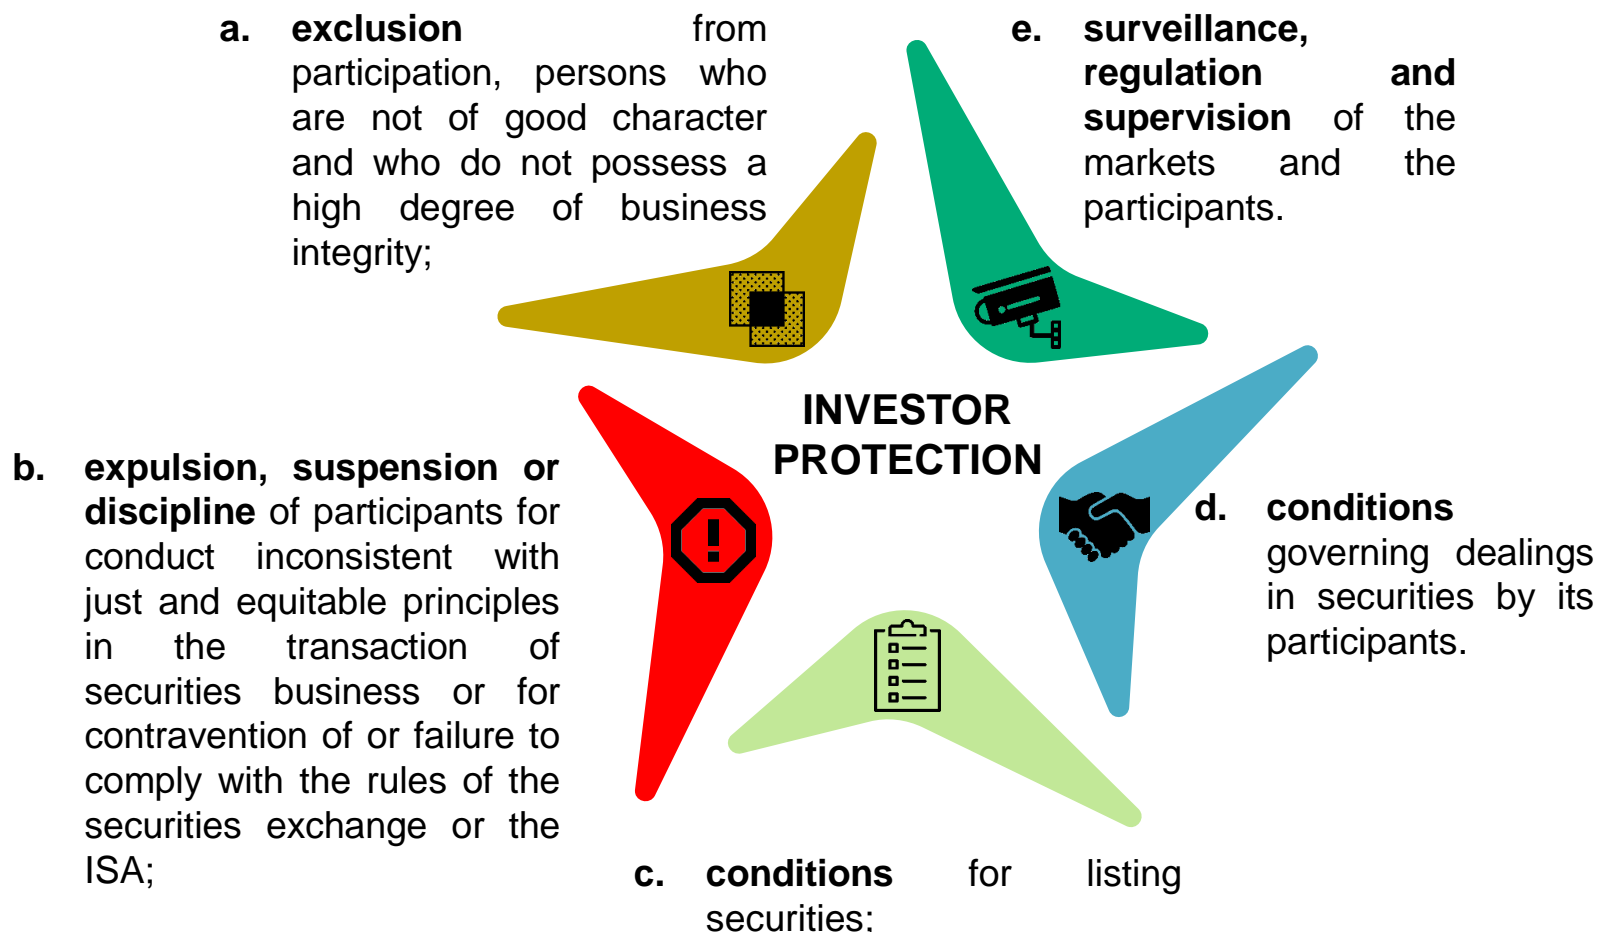 a. exclusion from
participation, persons who
are not of good character
and who do not possess a
high degree of business
integrity;
e. surveillance,
regulation and
supervision of the
markets and the
participants.
INVESTOR
PROTECTION
b. expulsion, suspension or
discipline of participants for
conduct inconsistent with
just and equitable principles
in the transaction of
securities business or for
contravention of or failure to
comply with the rules of the
securities exchange or the
ISA;
d. conditions
governing dealings
in securities by its
participants.
c. conditions for listing
securities;